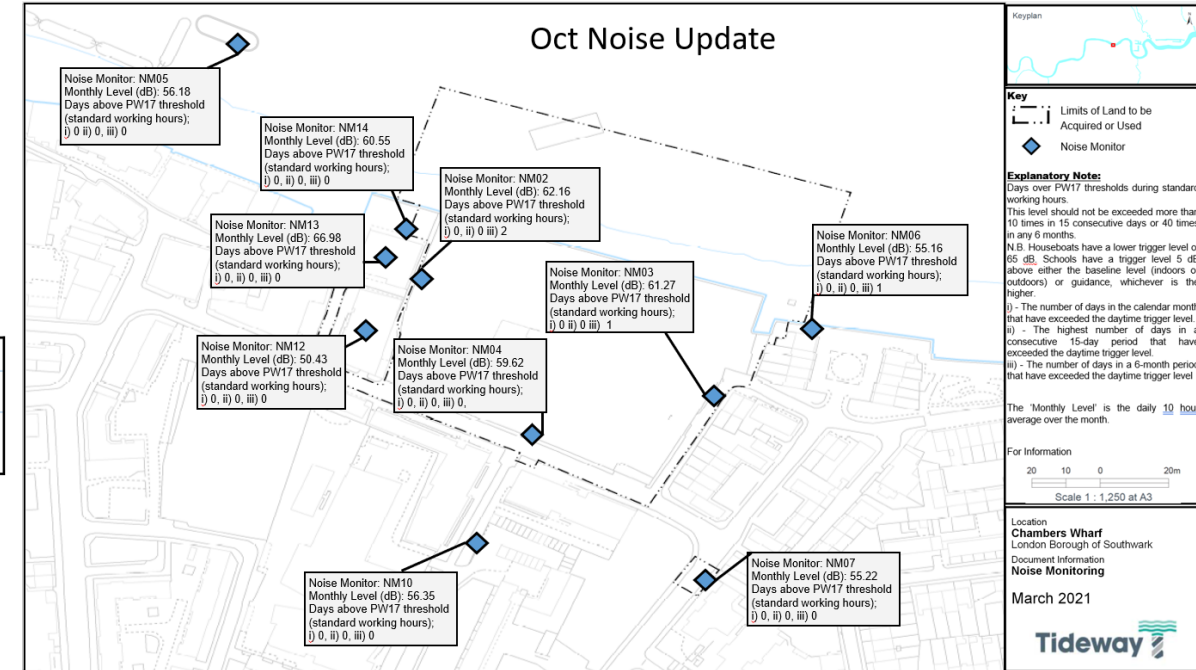 Oct Noise Update
Noise Monitor: NM05
Monthly Level (dB): 56.18
Days above PW17 threshold
(standard working hours);
i) 0 ii) 0, iii) 0
Noise Monitor: NM14
Monthly Level (dB): 60.55
Days above PW17 threshold
(standard working hours);
i) 0, ii) 0, iii) 0
Noise Monitor: NM02
Monthly Level (dB): 62.16
Days above PW17 threshold
(standard working hours);
i) 0, ii) 0 iii) 2
Noise Monitor: NM13
Monthly Level (dB): 66.98
Days above PW17 threshold
(standard working hours);
i) 0, ii) 0, iii) 0
Noise Monitor: NM06
Monthly Level (dB): 55.16
Days above PW17 threshold
(standard working hours);
i) 0, ii) 0, iii) 1
Noise Monitor: NM03
Monthly Level (dB): 61.27
Days above PW17 threshold
(standard working hours);
i) 0 ii) 0 iii) 1
Noise Monitor: NM12
Monthly Level (dB): 50.43
Days above PW17 threshold
(standard working hours);
i) 0, ii) 0, iii) 0
Noise Monitor: NM04
Monthly Level (dB): 59.62
Days above PW17 threshold
(standard working hours);
i) 0, ii) 0, iii) 0,
Noise Monitor: NM10
Monthly Level (dB): 56.35
Days above PW17 threshold
(standard working hours);
i) 0, ii) 0, iii) 0
Noise Monitor: NM07
Monthly Level (dB): 55.22
Days above PW17 threshold
(standard working hours);
i) 0, ii) 0, iii) 0
Keyplan
N
Key
Limits of Land to be
Acquired or Used
Noise Monitor
Explanatory Note:
Days over PW17 thresholds during standard
working hours.
This level should not be exceeded more than
10 times in 15 consecutive days or 40 times
in any 6 months.
N.B. Houseboats have a lower trigger level o
65 dB. Schools have a trigger level 5 dB
above either the baseline level (indoors o
outdoors) or guidance, whichever is the
higher.
i) - The number of days in the calendar month
that have exceeded the daytime trigger level.
ii) - The highest number of days in a
consecutive 15-day period that have
exceeded the daytime trigger level.
iii) - The number of days in a 6-month period
that have exceeded the daytime trigger level
The 'Monthly Level' is the daily 10 hou
average over the month.
For Information
20 10 0 20m
Scale 1 : 1,250 at A3
Location
Chambers Wharf
London Borough of Southwark
Document Information
Noise Monitoring
March 2021
Tideway